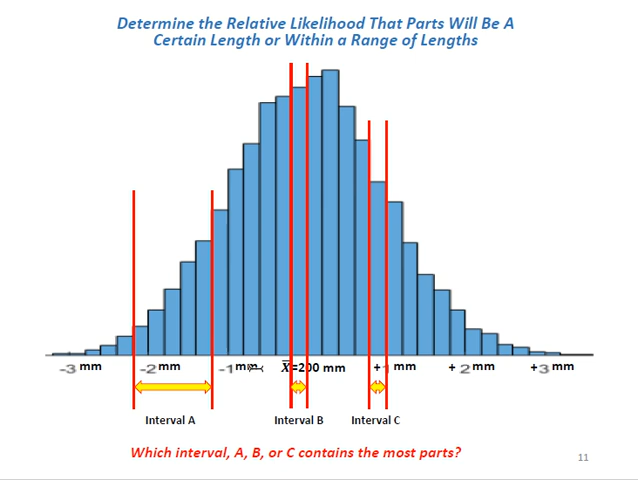 Determine the Relative Likelihood That Parts Will Be A
Certain Length or Within a Range of Lengths
-3 mm -2 mm -1 mm X̅=200 mm +1 mm + 2 mm +3 mm
Interval A Interval B Interval C
Which interval, A, B, or C contains the most parts?
11